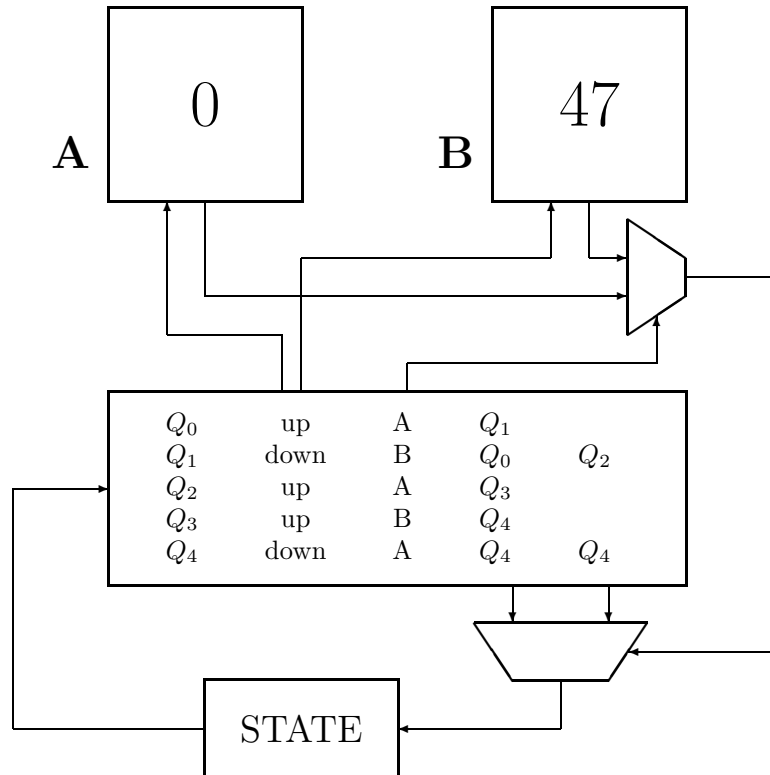 0
47
A
B
Q₀ up A Q₁
Q₁ down B Q₀ Q₂
Q₂ up A Q₃
Q₃ up B Q₄
Q₄ down A Q₄ Q₄
STATE